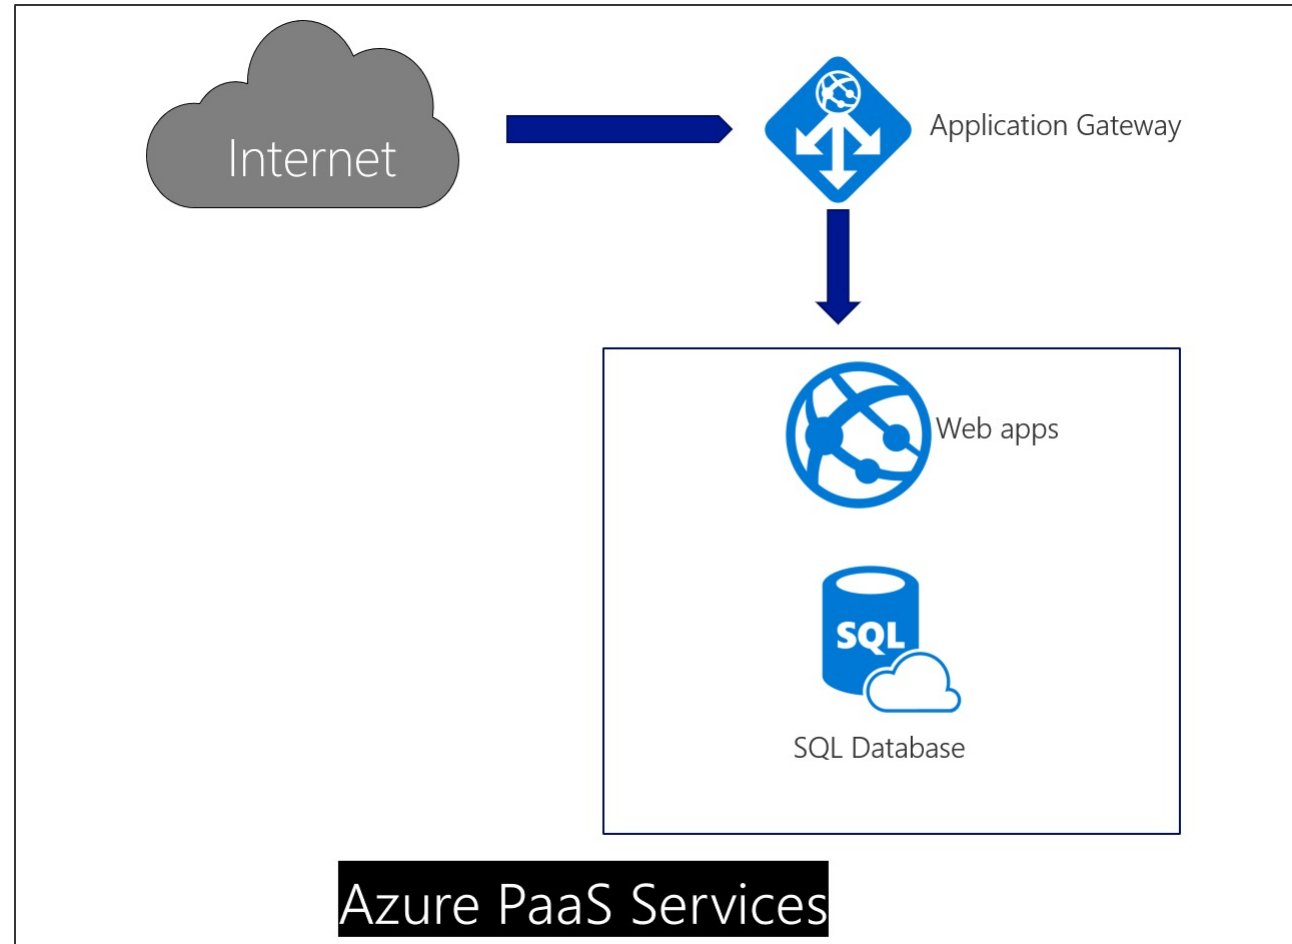 Internet
Application Gateway
Web apps
SQL
SQL Database
Azure PaaS Services